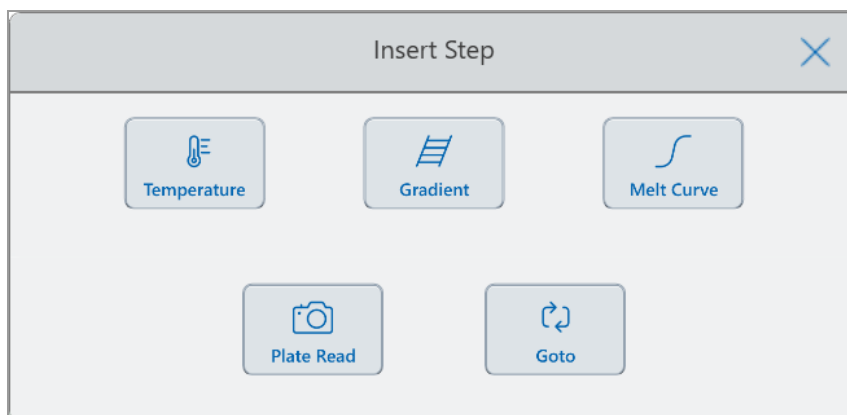 Insert Step
Temperature
Gradient
Melt Curve
Plate Read
Goto